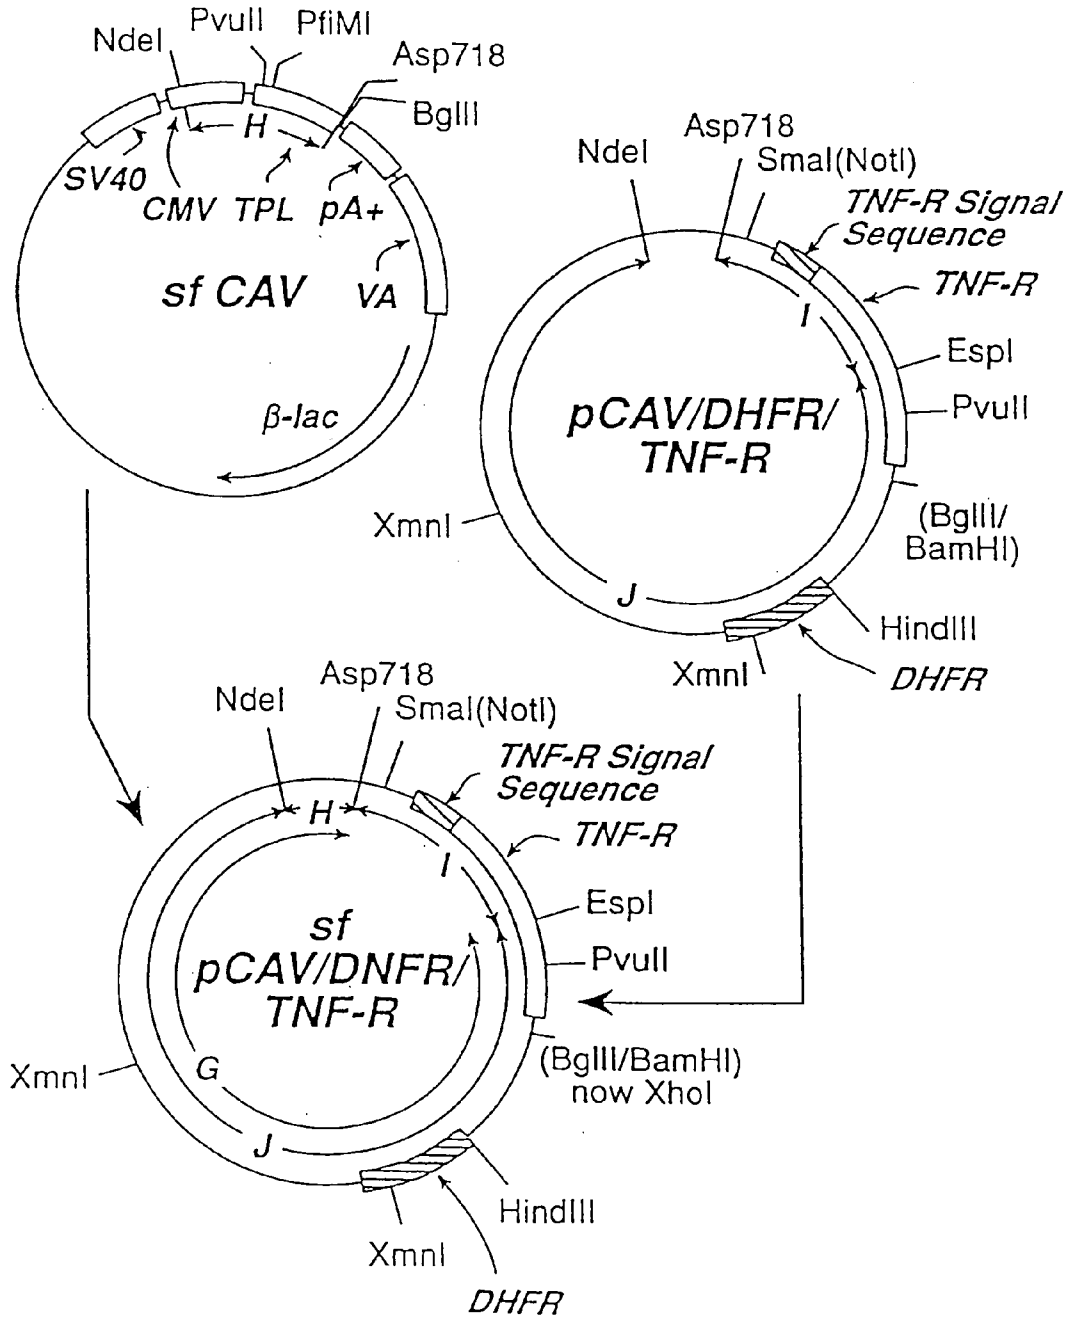 PvuII
PfiMI
NdeI
Asp718
BglII
H
SV40
CMV
TPL
pA+
sf CAV
VA
β-lac
Asp718
NdeI
SmaI(NotI)
TNF-R Signal
Sequence
TNF-R
I
EspI
PvuII
pCAV/DHFR/
TNF-R
(BglII/
BamHI)
XmnI
J
HindIII
XmnI
DHFR
Asp718
NdeI
SmaI(NotI)
TNF-R Signal
Sequence
H
TNF-R
I
EspI
sf
pCAV/DNFR/
TNF-R
PvuII
(BglII/BamHI)
now XhoI
XmnI
G
J
HindIII
XmnI
DHFR